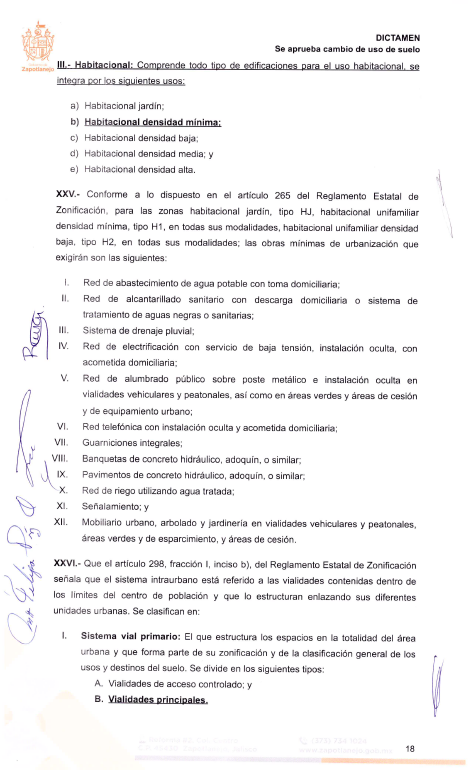 DICTAMEN
Se aprueba cambio de uso de suelo
Zapotlanejo
III.- Habitacional: Comprende todo tipo de edificaciones para el uso habitacional, se
integra por los siguientes usos:
a) Habitacional jardín;
b) Habitacional densidad mínima;
c) Habitacional densidad baja;
d) Habitacional densidad media; y
e) Habitacional densidad alta.
XXV.- Conforme a lo dispuesto en el artículo 265 del Reglamento Estatal de
Zonificación, para las zonas habitacional jardín, tipo HJ, habitacional unifamiliar
densidad mínima, tipo H1, en todas sus modalidades, habitacional unifamiliar densidad
baja, tipo H2, en todas sus modalidades; las obras mínimas de urbanización que
exigirán son las siguientes:
I. Red de abastecimiento de agua potable con toma domiciliaria;
II. Red de alcantarillado sanitario con descarga domiciliaria o sistema de
tratamiento de aguas negras o sanitarias;
III. Sistema de drenaje pluvial;
IV. Red de electrificación con servicio de baja tensión, instalación oculta, con
acometida domiciliaria;
V. Red de alumbrado público sobre poste metálico e instalación oculta en
vialidades vehiculares y peatonales, así como en áreas verdes y áreas de cesión
y de equipamiento urbano;
VI. Red telefónica con instalación oculta y acometida domiciliaria;
VII. Guarniciones integrales;
VIII. Banquetas de concreto hidráulico, adoquín, o similar;
IX. Pavimentos de concreto hidráulico, adoquín, o similar;
X. Red de riego utilizando agua tratada;
XI. Señalamiento; y
XII. Mobiliario urbano, arbolado y jardinería en vialidades vehiculares y peatonales,
áreas verdes y de esparcimiento, y áreas de cesión.
XXVI.- Que el artículo 298, fracción I, inciso b), del Reglamento Estatal de Zonificación
señala que el sistema intraurbano está referido a las vialidades contenidas dentro de
los límites del centro de población y que lo estructuran enlazando sus diferentes
unidades urbanas. Se clasifican en:
I. Sistema vial primario: El que estructura los espacios en la totalidad del área
urbana y que forma parte de su zonificación y de la clasificación general de los
usos y destinos del suelo. Se divide en los siguientes tipos:
A. Vialidades de acceso controlado; y
B. Vialidades principales.
18